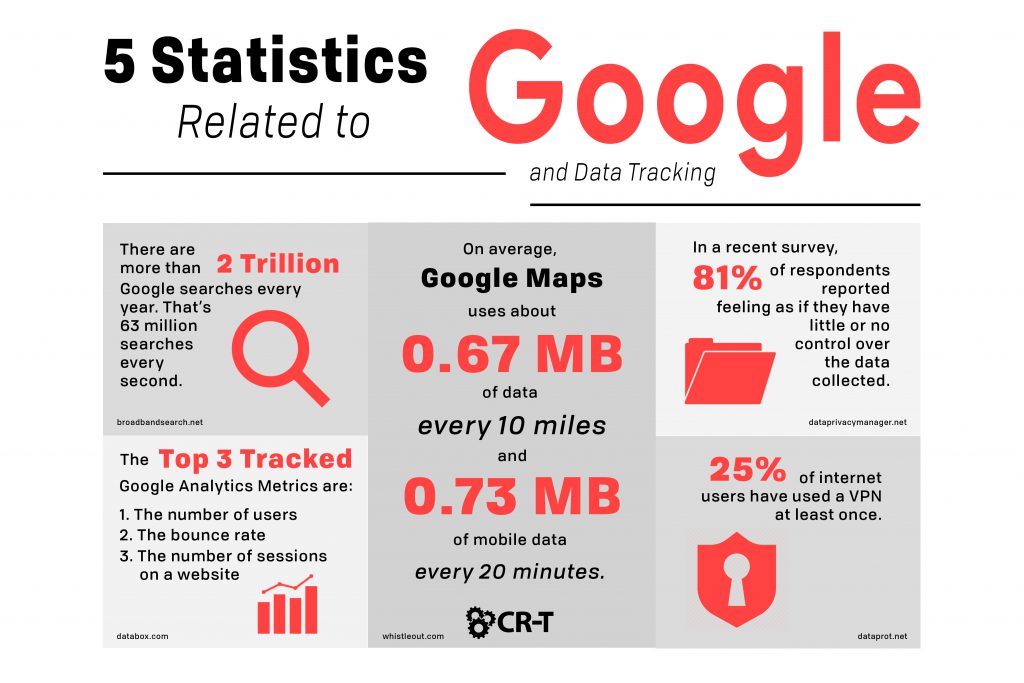 5 Statistics
Related to
Google
and Data Tracking
There are
more than 2 Trillion
Google searches every
year. That's
63 million
searches
every
second.
broadbandsearch.net
The Top 3 Tracked
Google Analytics Metrics are:
1. The number of users
2. The bounce rate
3. The number of sessions
on a website
databox.com
On average,
Google Maps
uses about
0.67 MB
of data
every 10 miles
and
0.73 MB
of mobile data
every 20 minutes.
whistleout.com
CR-T
In a recent survey,
81% of respondents
reported
feeling as if they have
little or no
control over
the data
collected.
dataprivacymanager.net
25% of internet
users have used a VPN
at least once.
dataprot.net